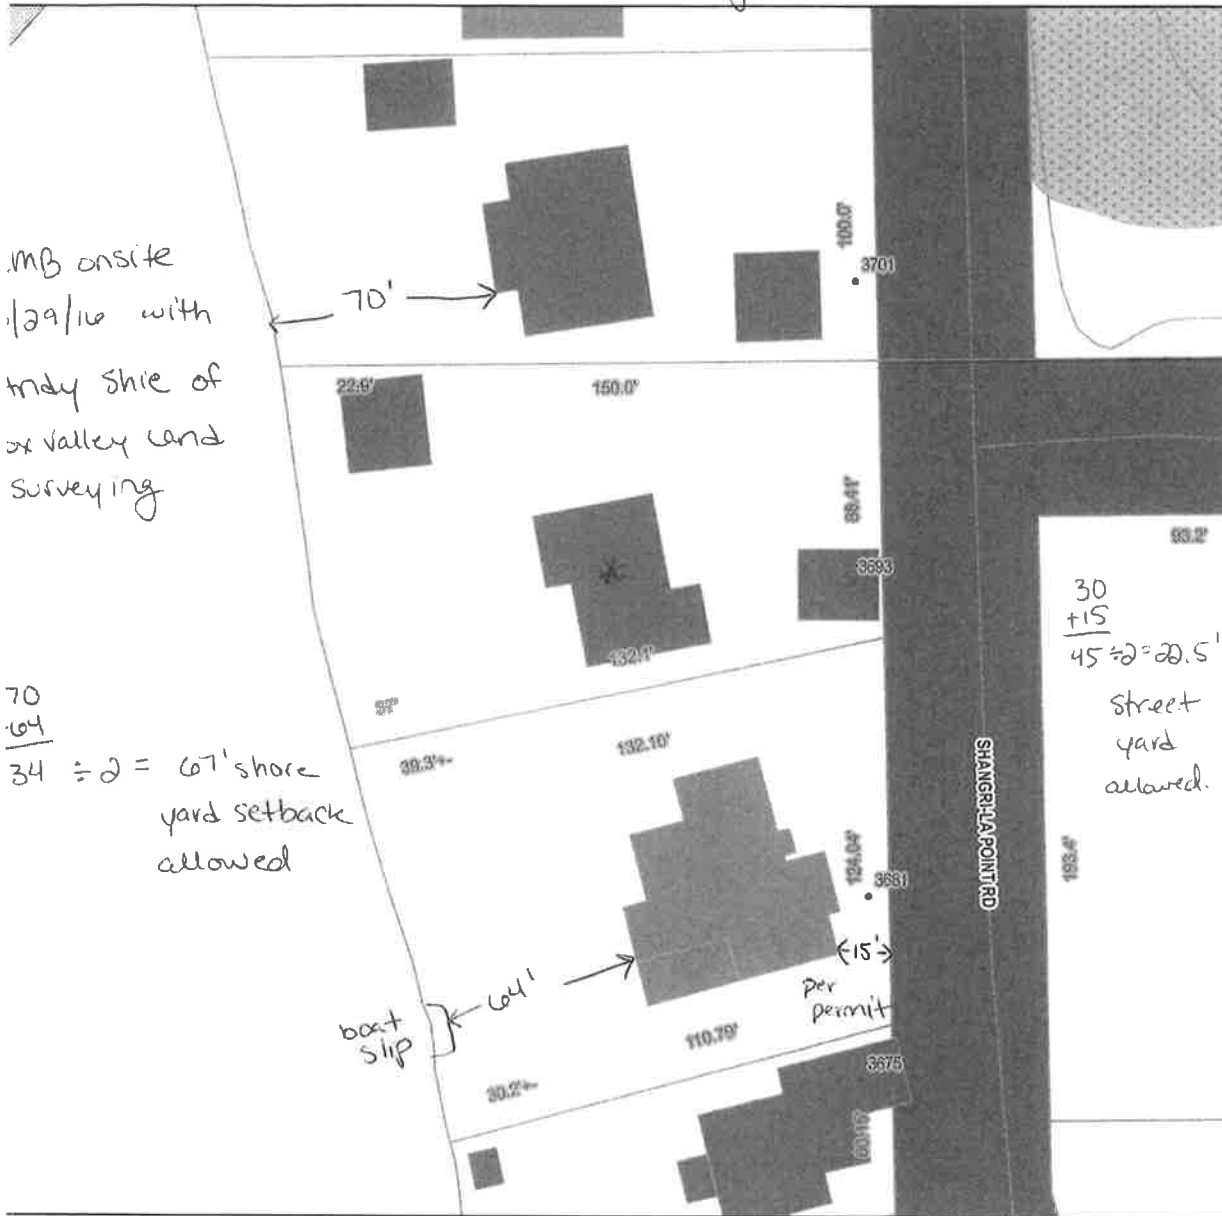 100.0'
3701
MB onsite
/29/16 with
70'
shie of
valley Land
surveying
22.6'
150.0'
88.41'
93.2'
3693
30
+15
45 ÷2=22.5'
street
yard
allowed.
132.1'
37'
70
64
34 ÷ 2 = 67' shore
yard setback
allowed
39.3'+-
132.10'
SHANGRI-LA POINT RD
124.04'
3681
193.4'
15'
per
permit
64'
boat
slip
110.79'
30.2'+-
3675